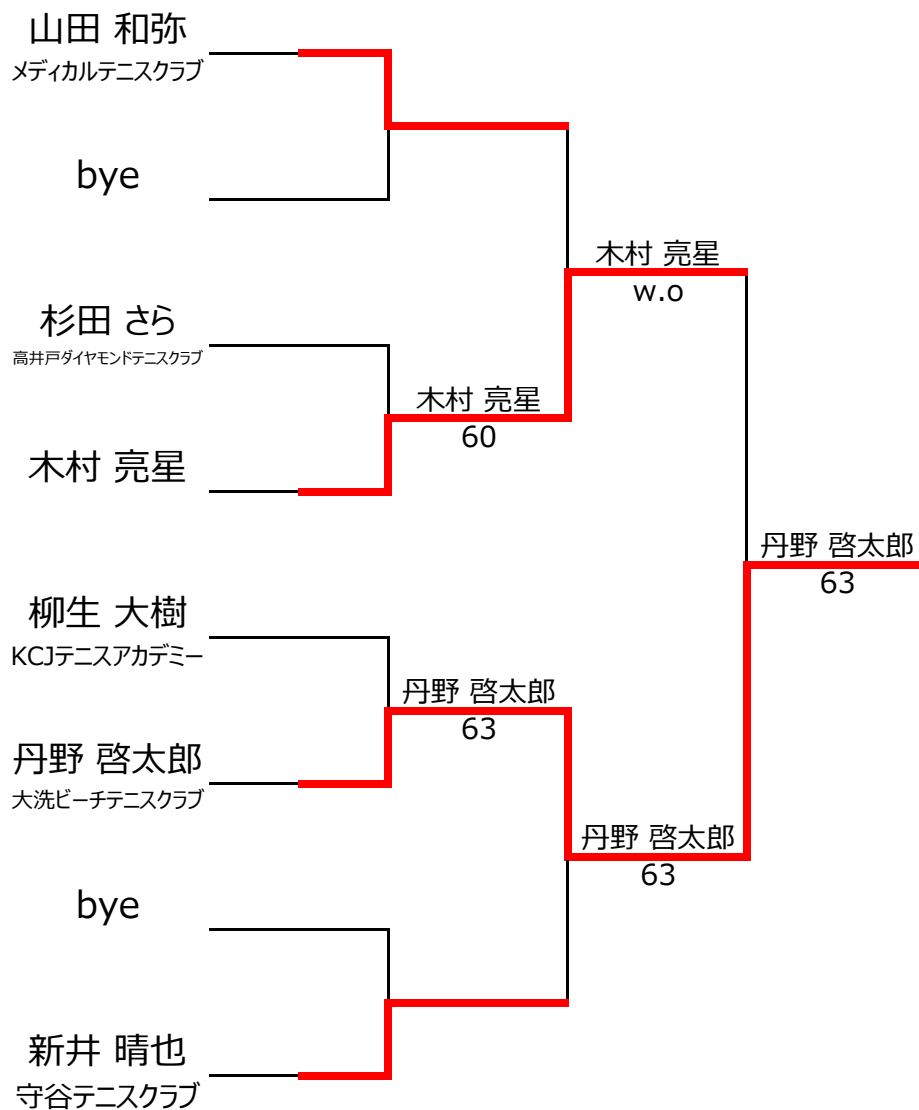 山田 和弥
メディカルテニスクラブ
bye
木村 亮星
w.o
杉田 さら
高井戸ダイヤモンドテニスクラブ
木村 亮星
60
木村 亮星
丹野 啓太郎
63
柳生 大樹
KCJテニスアカデミー
丹野 啓太郎
63
丹野 啓太郎
大洗ビーチテニスクラブ
丹野 啓太郎
63
bye
新井 晴也
守谷テニスクラブ